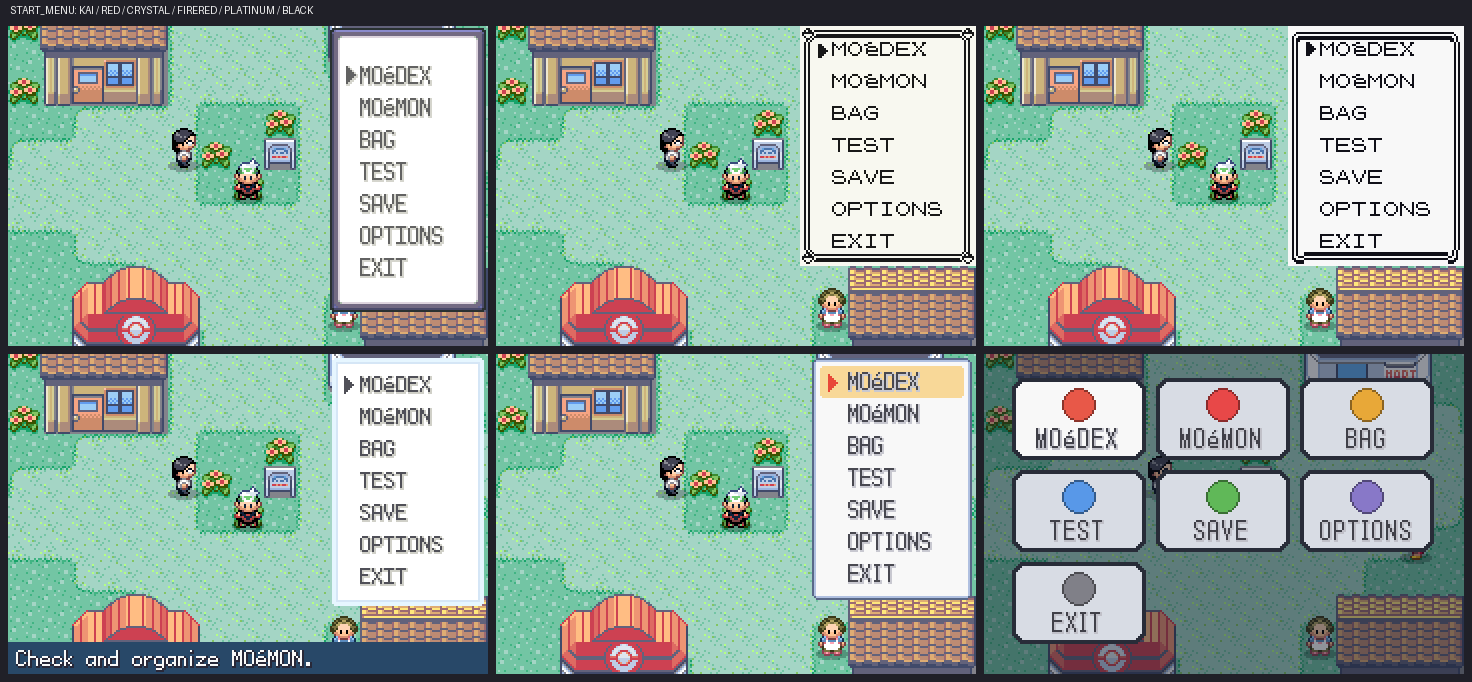 START_MENU: KAI / RED / CRYSTAL / FIRERED / PLATINUM / BLACK
MOéDEX
MOéMON
BAG
TEST
SAVE
OPTIONS
EXIT
MOéDEX
MOéMON
BAG
TEST
SAVE
OPTIONS
EXIT
MOéDEX
MOéMON
BAG
TEST
SAVE
OPTIONS
EXIT
MOéDEX
MOéMON
BAG
TEST
SAVE
OPTIONS
EXIT
Check and organize MOéMON.
MOéDEX
MOéMON
BAG
TEST
SAVE
OPTIONS
EXIT
MART
MOéDEX
MOéMON
BAG
TEST
SAVE
OPTIONS
EXIT